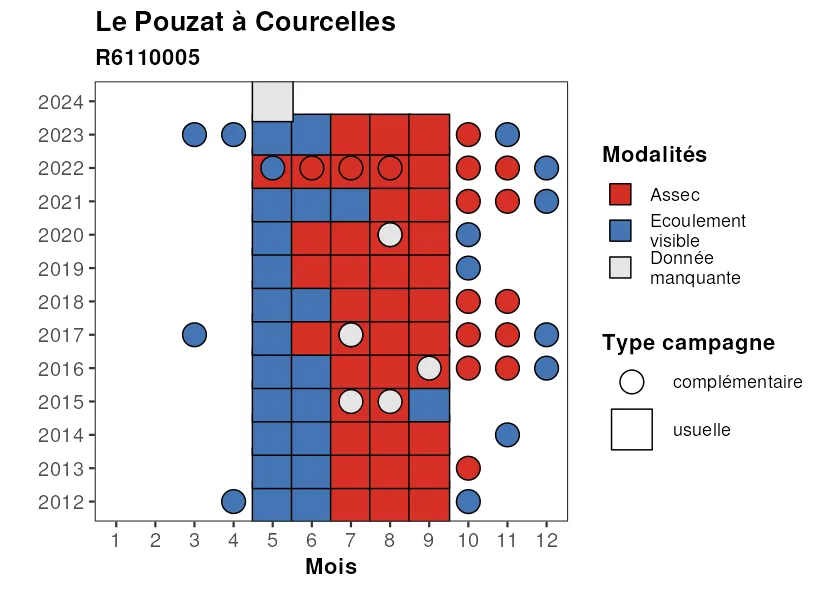 Le Pouzat à Courcelles
R6110005
2024
2023
2022
2021
2020
2019
2018
2017
2016
2015
2014
2013
2012
1 2 3 4 5 6 7 8 9 10 11 12
Mois
Modalités
Assec
Ecoulement
visible
Donnée
manquante
Type campagne
complémentaire
usuelle